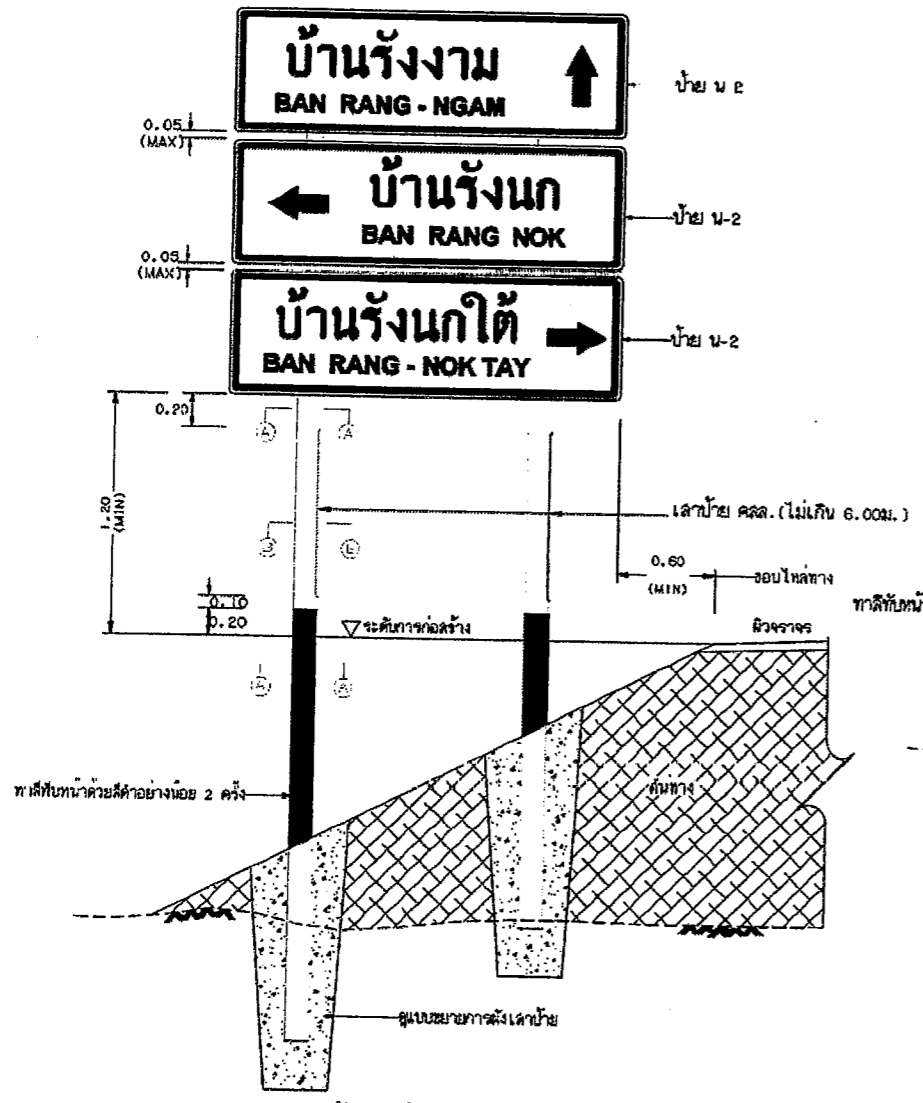 บ้านรังงาม
BAN RANG - NGAM
ป้าย น-2
0.05
(MAX)
บ้านรังนก
BAN RANG NOK
ป้าย น-2
0.05
(MAX)
บ้านรังนกใต้
BAN RANG - NOK TAY
ป้าย น-2
0.20
A A
1.20
(MIN)
เสาป้าย คสล.(ไม่เกิน 6.00ม.)
B
0.60
(MIN)
ขอบไหล่ทาง
0.10
0.20
ทาสีทับหน้
ระดับการก่อสร้าง
ผิวจราจร
A A
ทาสีทับหน้าด้วยสีดำอย่างน้อย 2 ครั้ง
คันทาง
ดูแบบขยายการฝังเสาป้าย